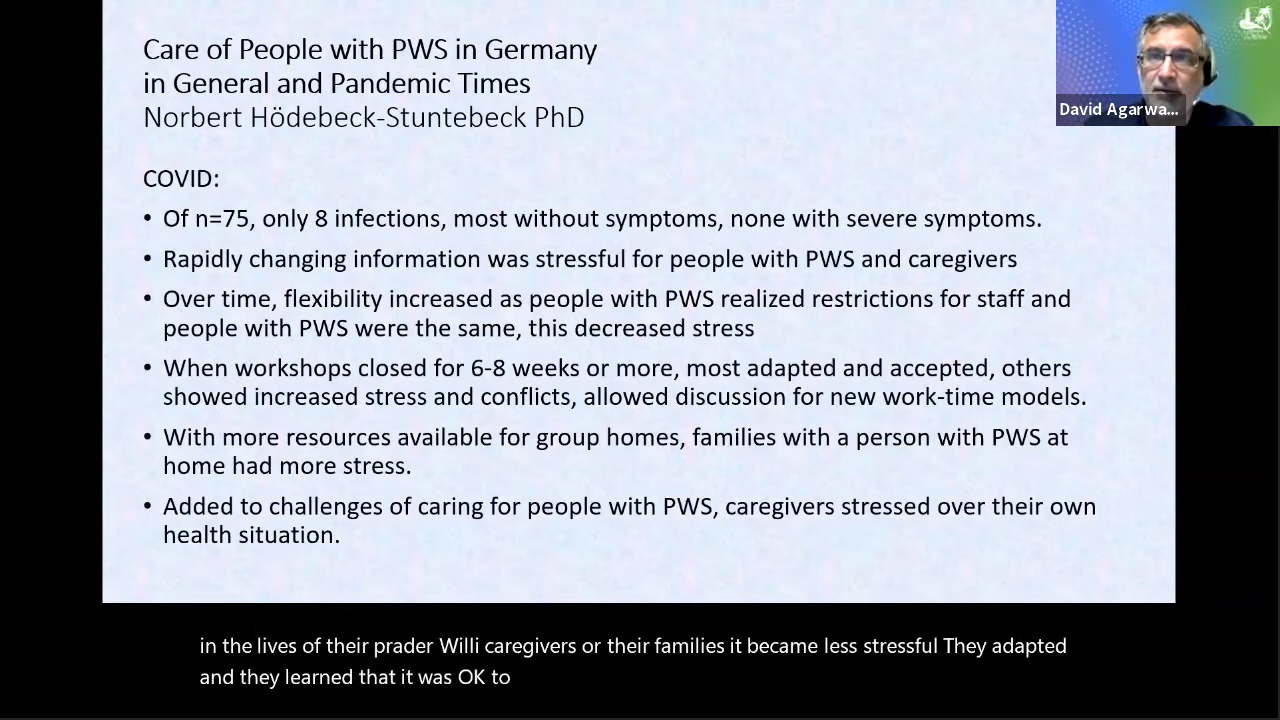 Care of People with PWS in Germany
in General and Pandemic Times
Norbert Hödebeck-Stuntebeck PhD
David Agarwa...
COVID:
• Of n=75, only 8 infections, most without symptoms, none with severe symptoms.
• Rapidly changing information was stressful for people with PWS and caregivers
• Over time, flexibility increased as people with PWS realized restrictions for staff and
people with PWS were the same, this decreased stress
• When workshops closed for 6-8 weeks or more, most adapted and accepted, others
showed increased stress and conflicts, allowed discussion for new work-time models.
• With more resources available for group homes, families with a person with PWS at
home had more stress.
• Added to challenges of caring for people with PWS, caregivers stressed over their own
health situation.
in the lives of their prader Willi caregivers or their families it became less stressful They adapted
and they learned that it was OK to